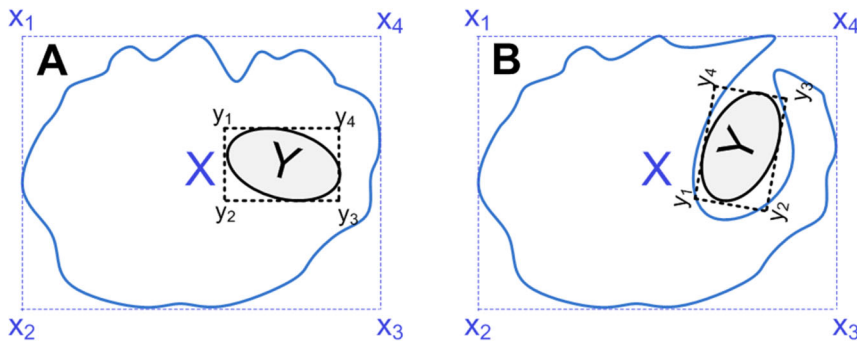 x₁
x₄
A
y₁
y₄
X
Y
y₂
y₃
x₂
x₃
x₁
x₄
B
y₄
y₃
X
Y
y₁
y₂
x₂
x₃